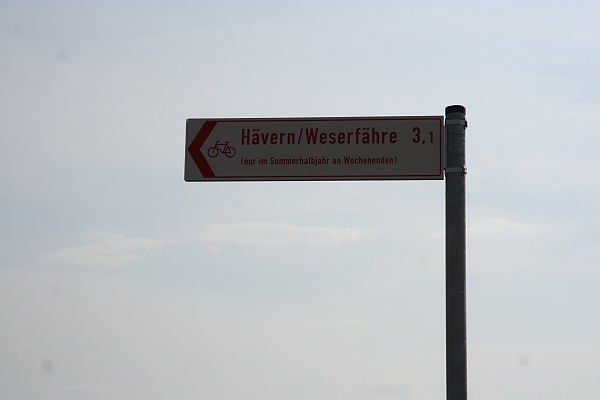 Hävern/Weserfähre 3,1
(nur im Sommerhalbjahr an Wochenenden)